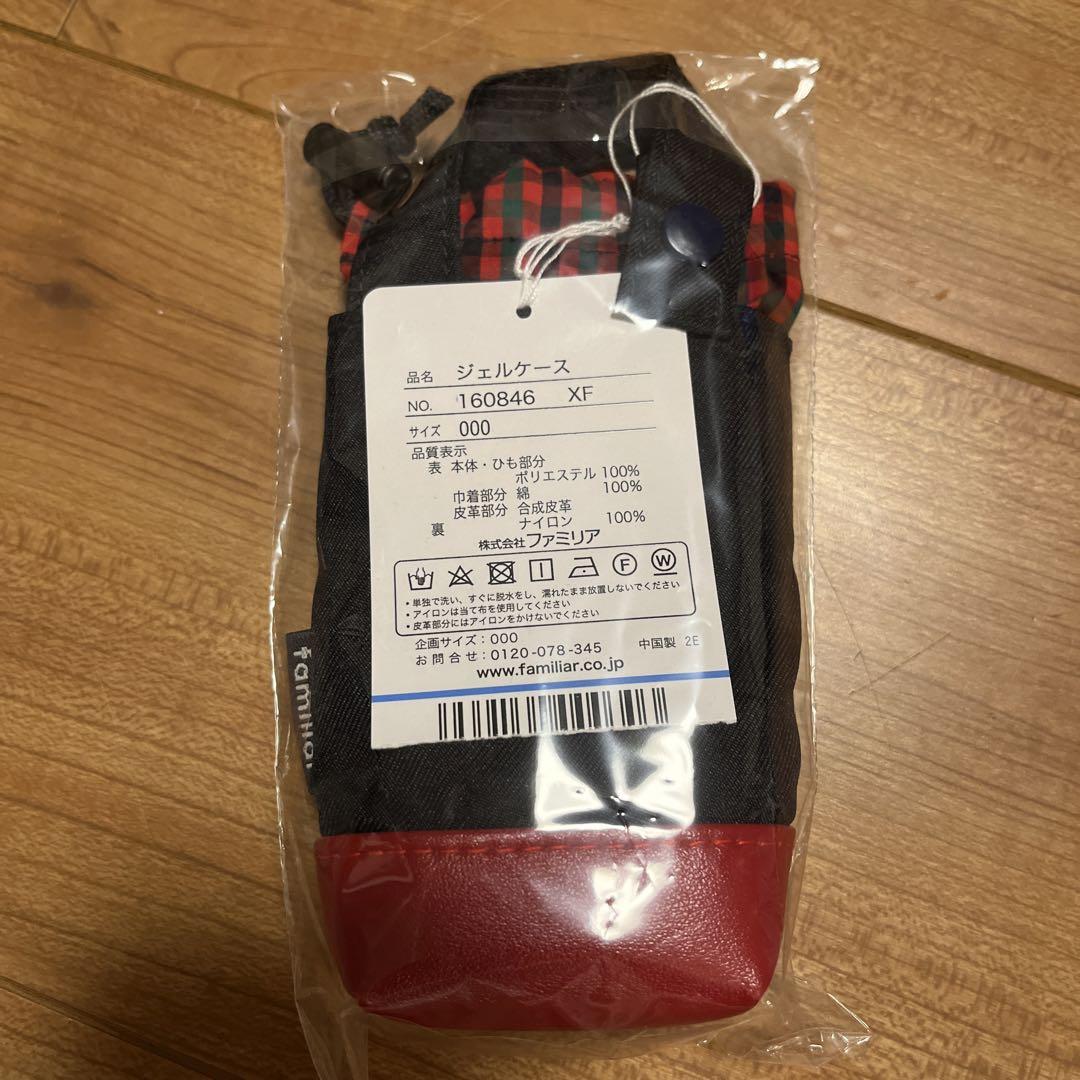 品名 ジェルケース
NO. 160846 XF
サイズ 000
品質表示
表 本体・ひも部分
ポリエステル 100%
巾着部分 綿 100%
皮革部分 合成皮革
裏 ナイロン 100%
株式会社ファミリア
F W
・単独で洗い、すぐに脱水をし、濡れたまま放置しないでください
・アイロンは当て布を使用してください
・皮革部分にはアイロンをかけないでください
企画サイズ：000
お問合せ：0120-078-345 中国製 2E
www.familiar.co.jp
familiar